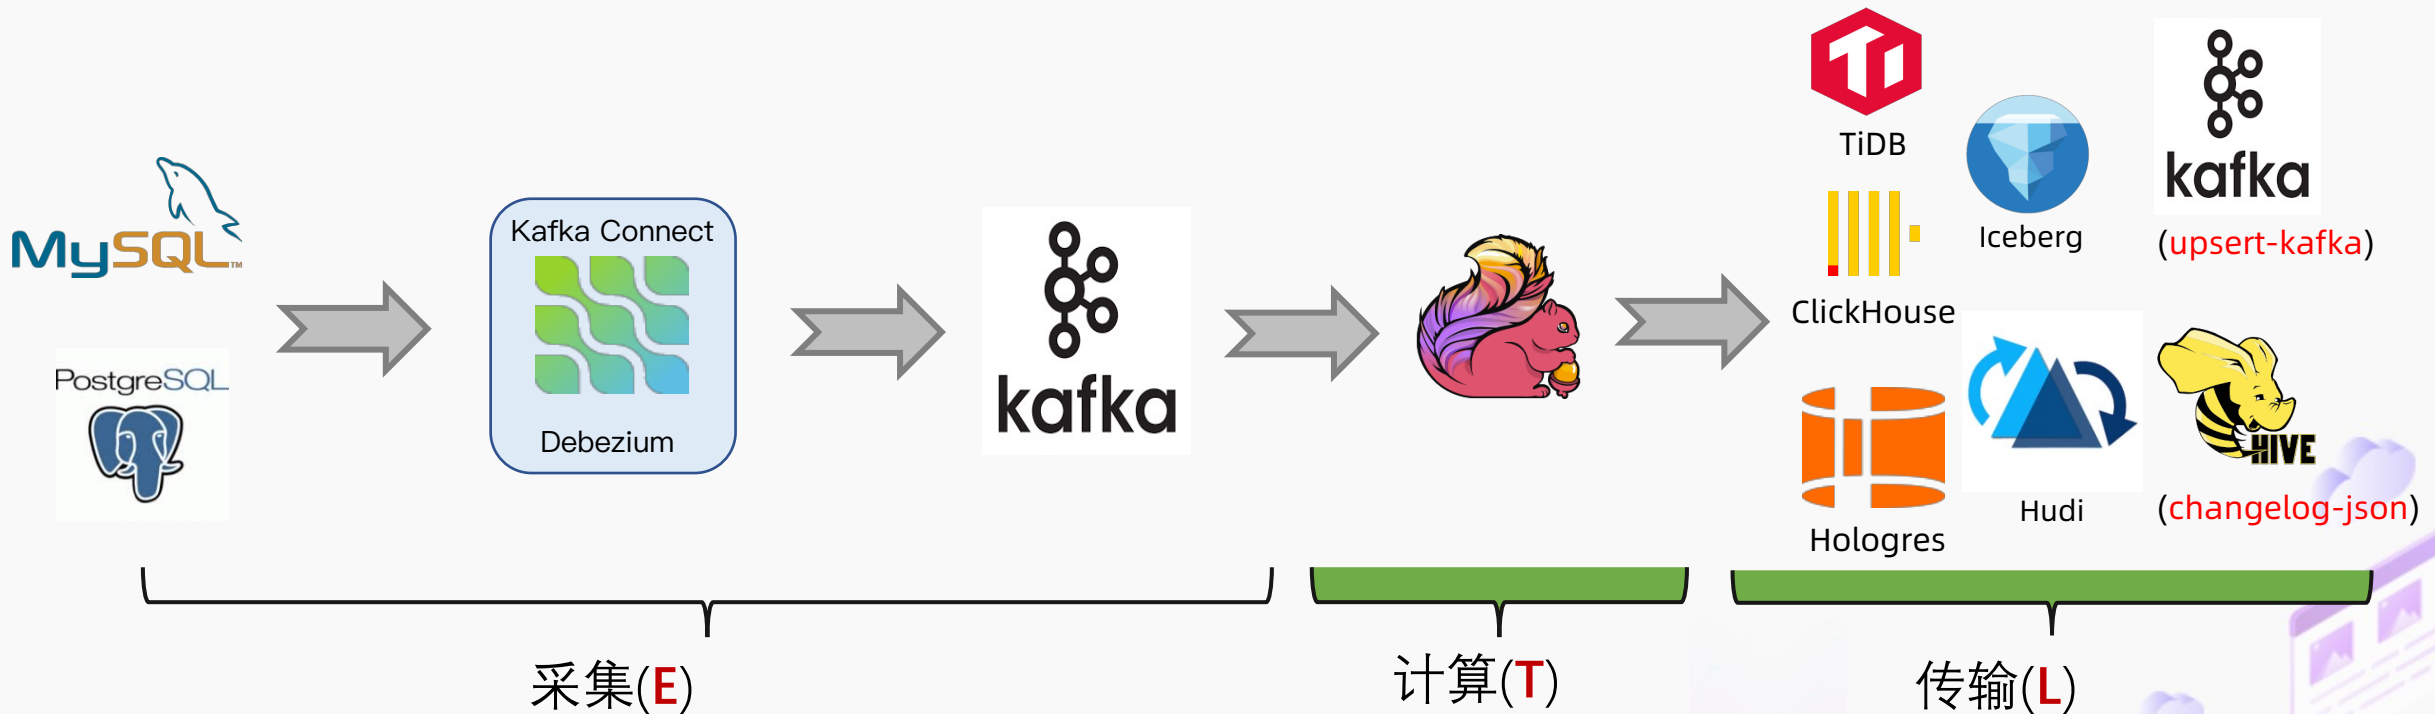 MySQL™
PostgreSQL
Kafka Connect
Debezium
kafka
TiDB
ClickHouse
Hologres
Iceberg
Hudi
kafka
(upsert-kafka)
HIVE
(changelog-json)
采集(E)
计算(T)
传输(L)